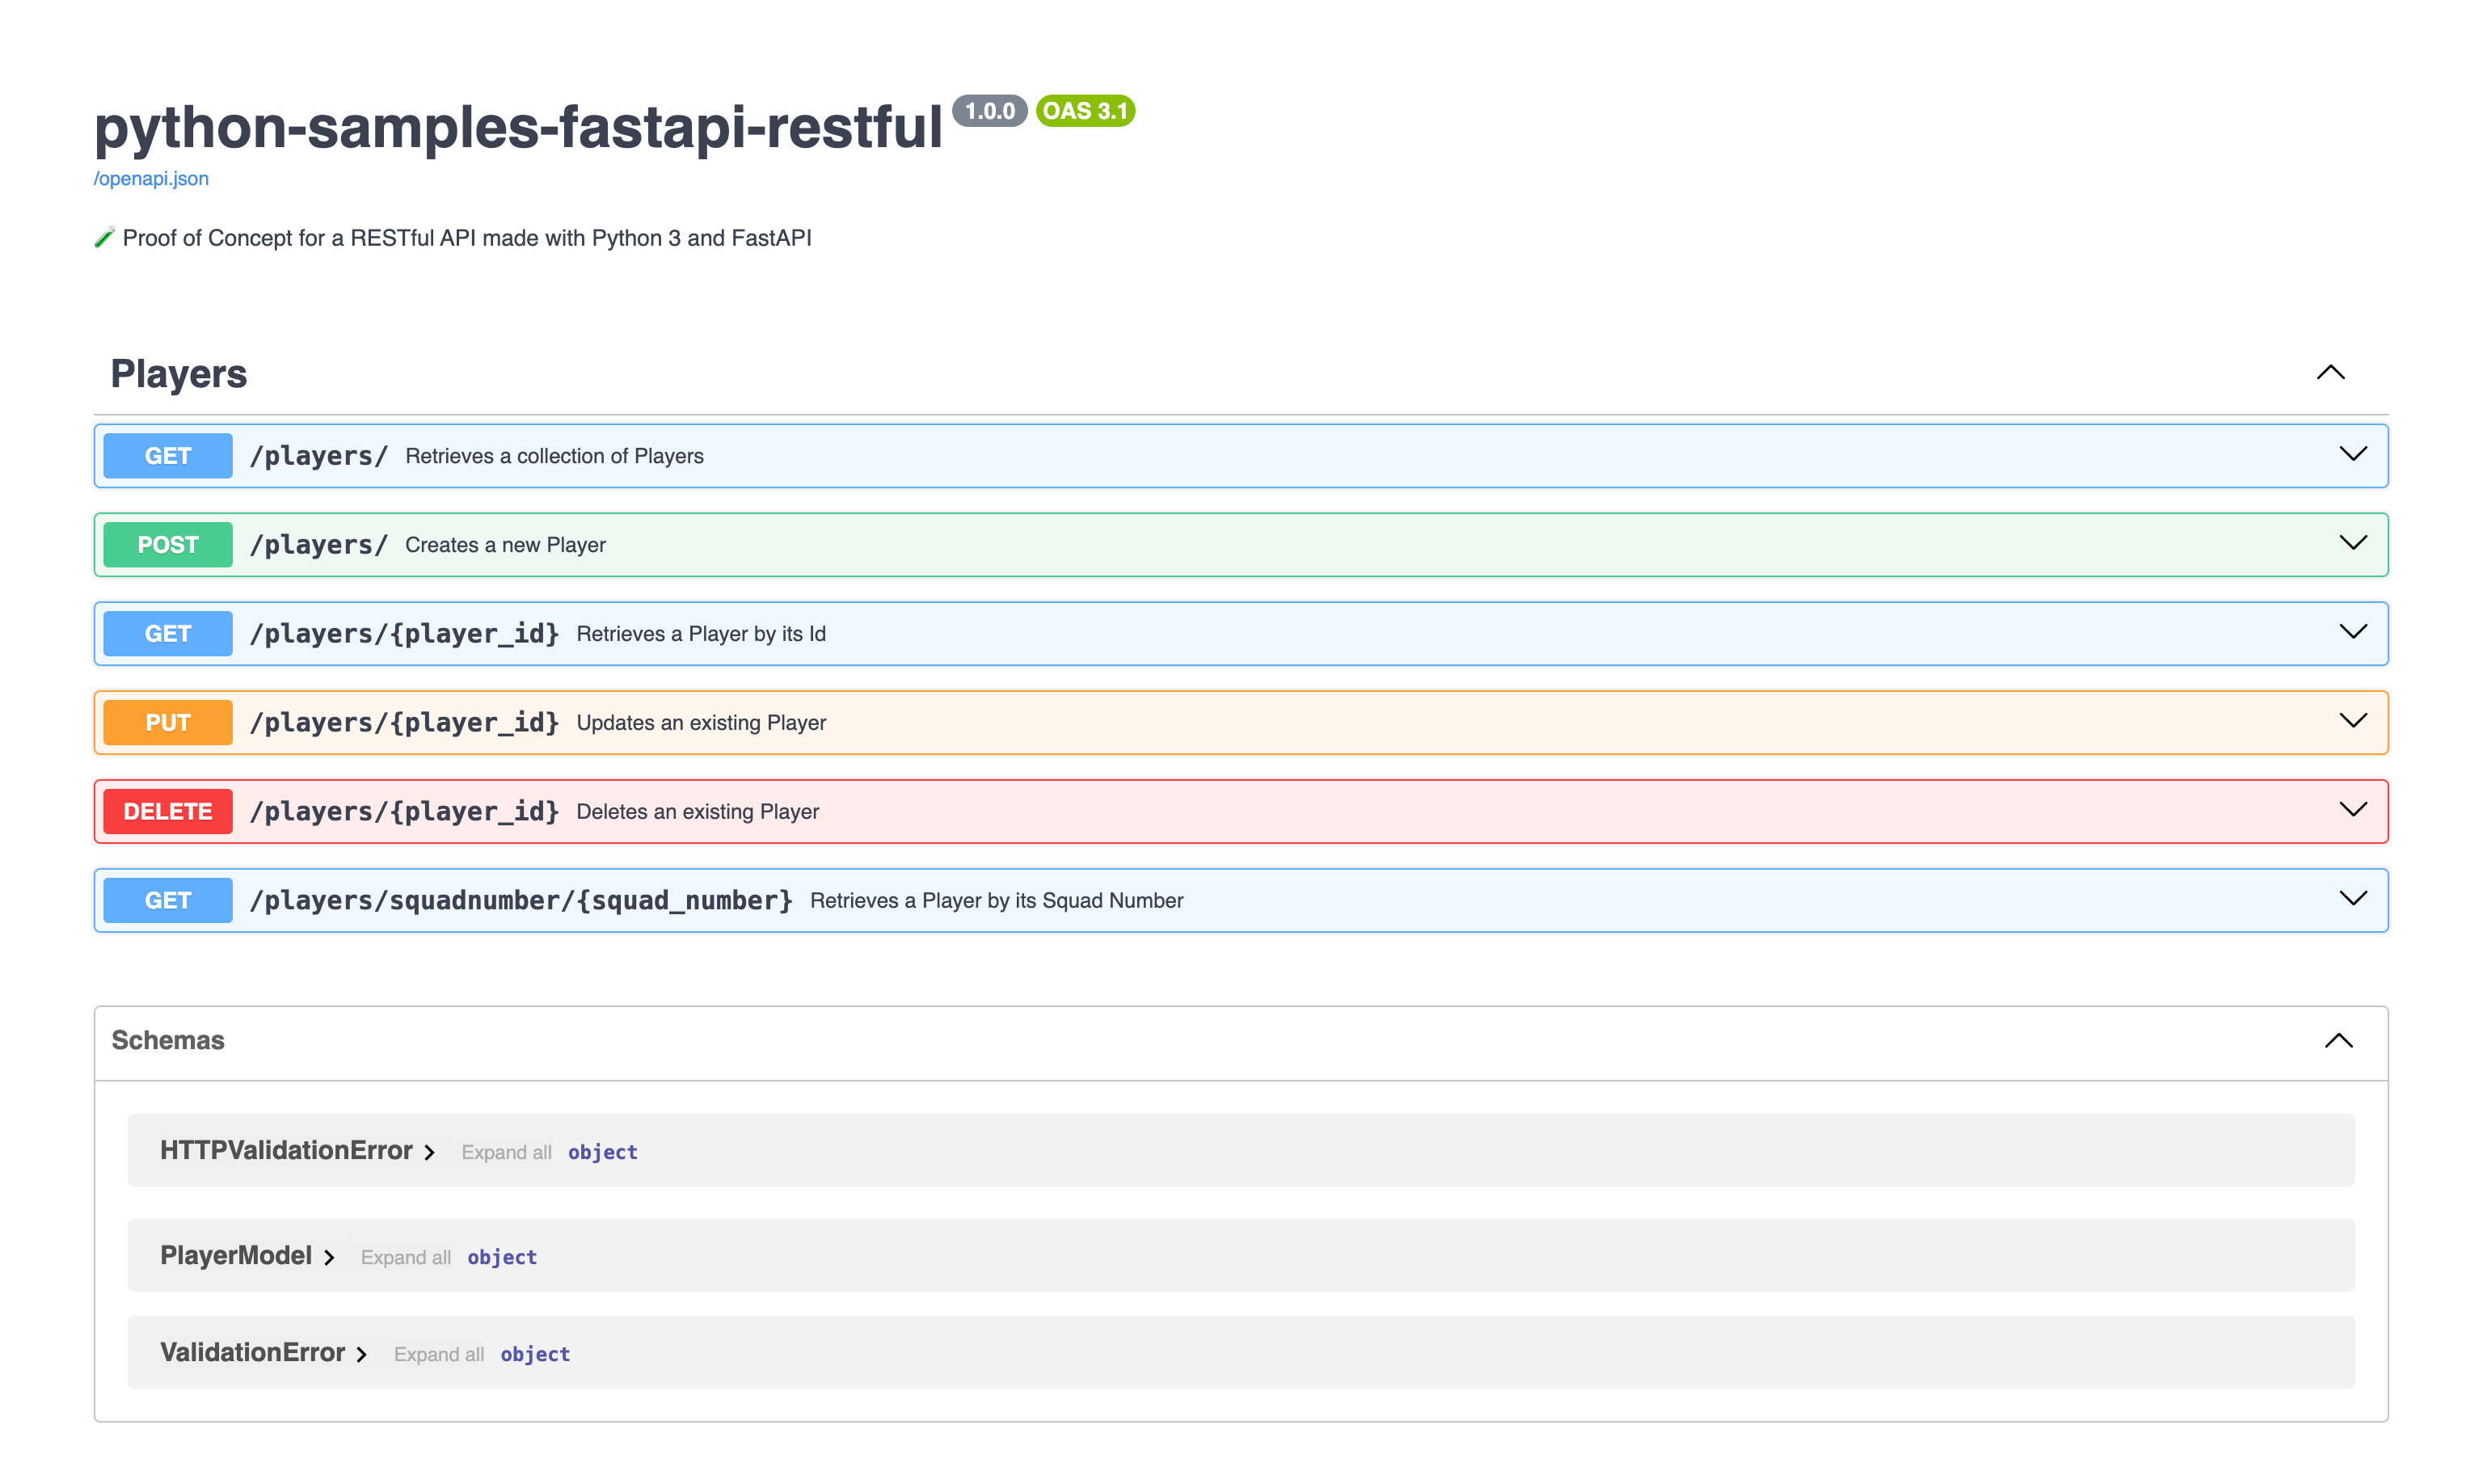 python-samples-fastapi-restful 1.0.0 OAS 3.1
/openapi.json
Proof of Concept for a RESTful API made with Python 3 and FastAPI
Players
GET /players/ Retrieves a collection of Players
POST /players/ Creates a new Player
GET /players/{player_id} Retrieves a Player by its Id
PUT /players/{player_id} Updates an existing Player
DELETE /players/{player_id} Deletes an existing Player
GET /players/squadnumber/{squad_number} Retrieves a Player by its Squad Number
Schemas
HTTPValidationError Expand all object
PlayerModel Expand all object
ValidationError Expand all object